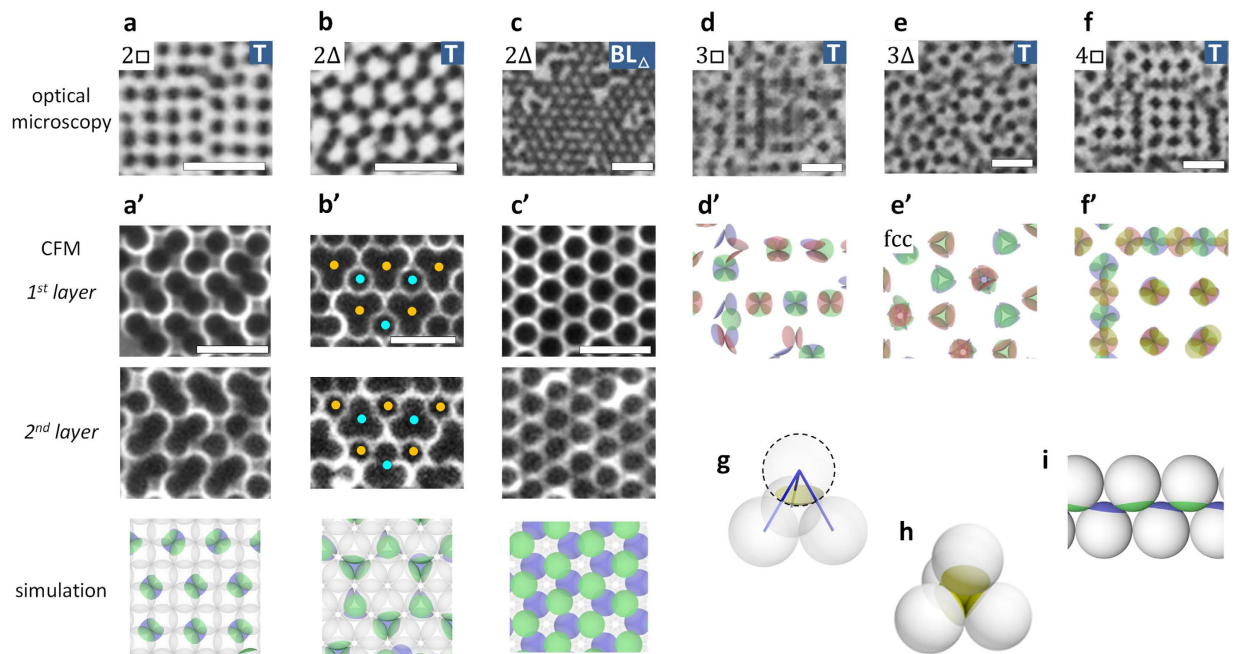 a b c d e f
2□ T 2Δ T 2Δ BL△ 3□ T 3Δ T 4□ T
optical
microscopy
a’ b’ c’ d’ e’ f’
CFM
fcc
1st layer
2nd layer
g i
h
simulation